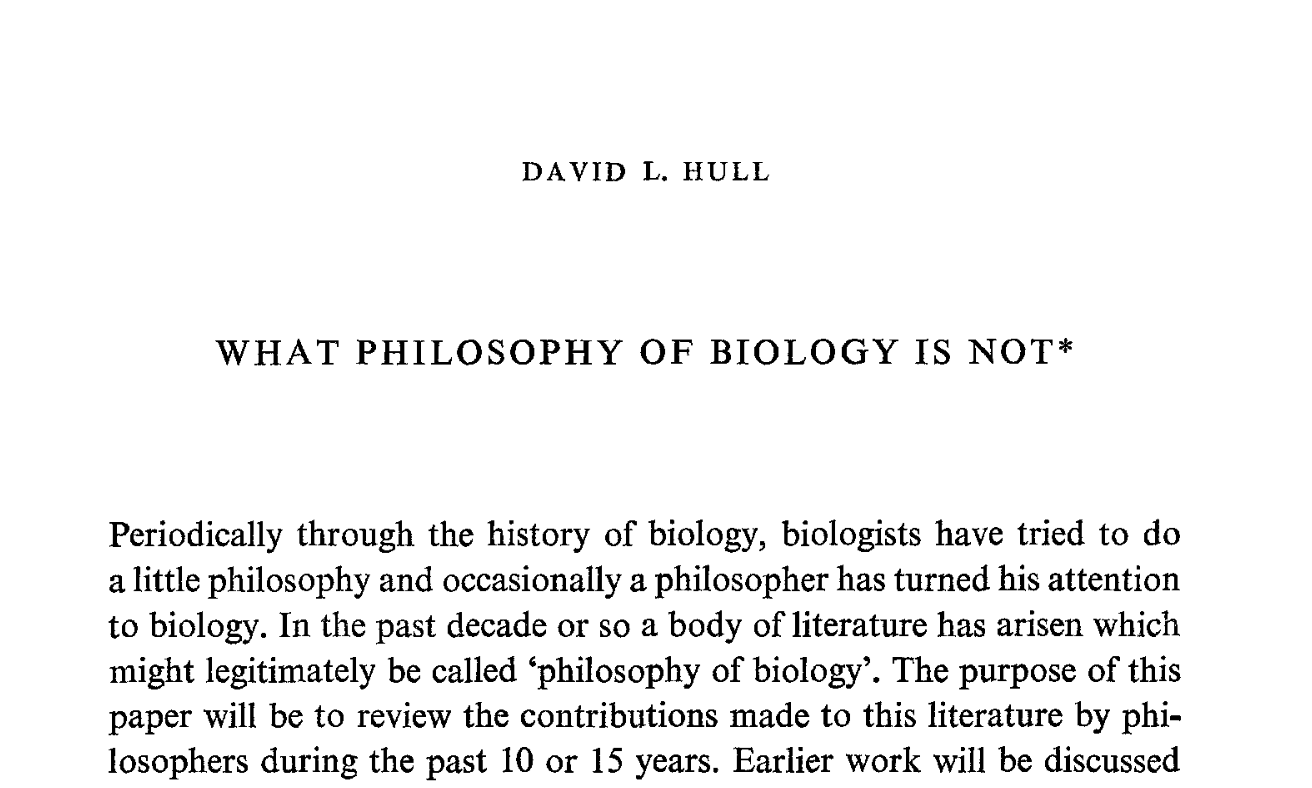 DAVID L. HULL
WHAT PHILOSOPHY OF BIOLOGY IS NOT*
Periodically through the history of biology, biologists have tried to do
a little philosophy and occasionally a philosopher has turned his attention
to biology. In the past decade or so a body of literature has arisen which
might legitimately be called ‘philosophy of biology’. The purpose of this
paper will be to review the contributions made to this literature by phi-
losophers during the past 10 or 15 years. Earlier work will be discussed